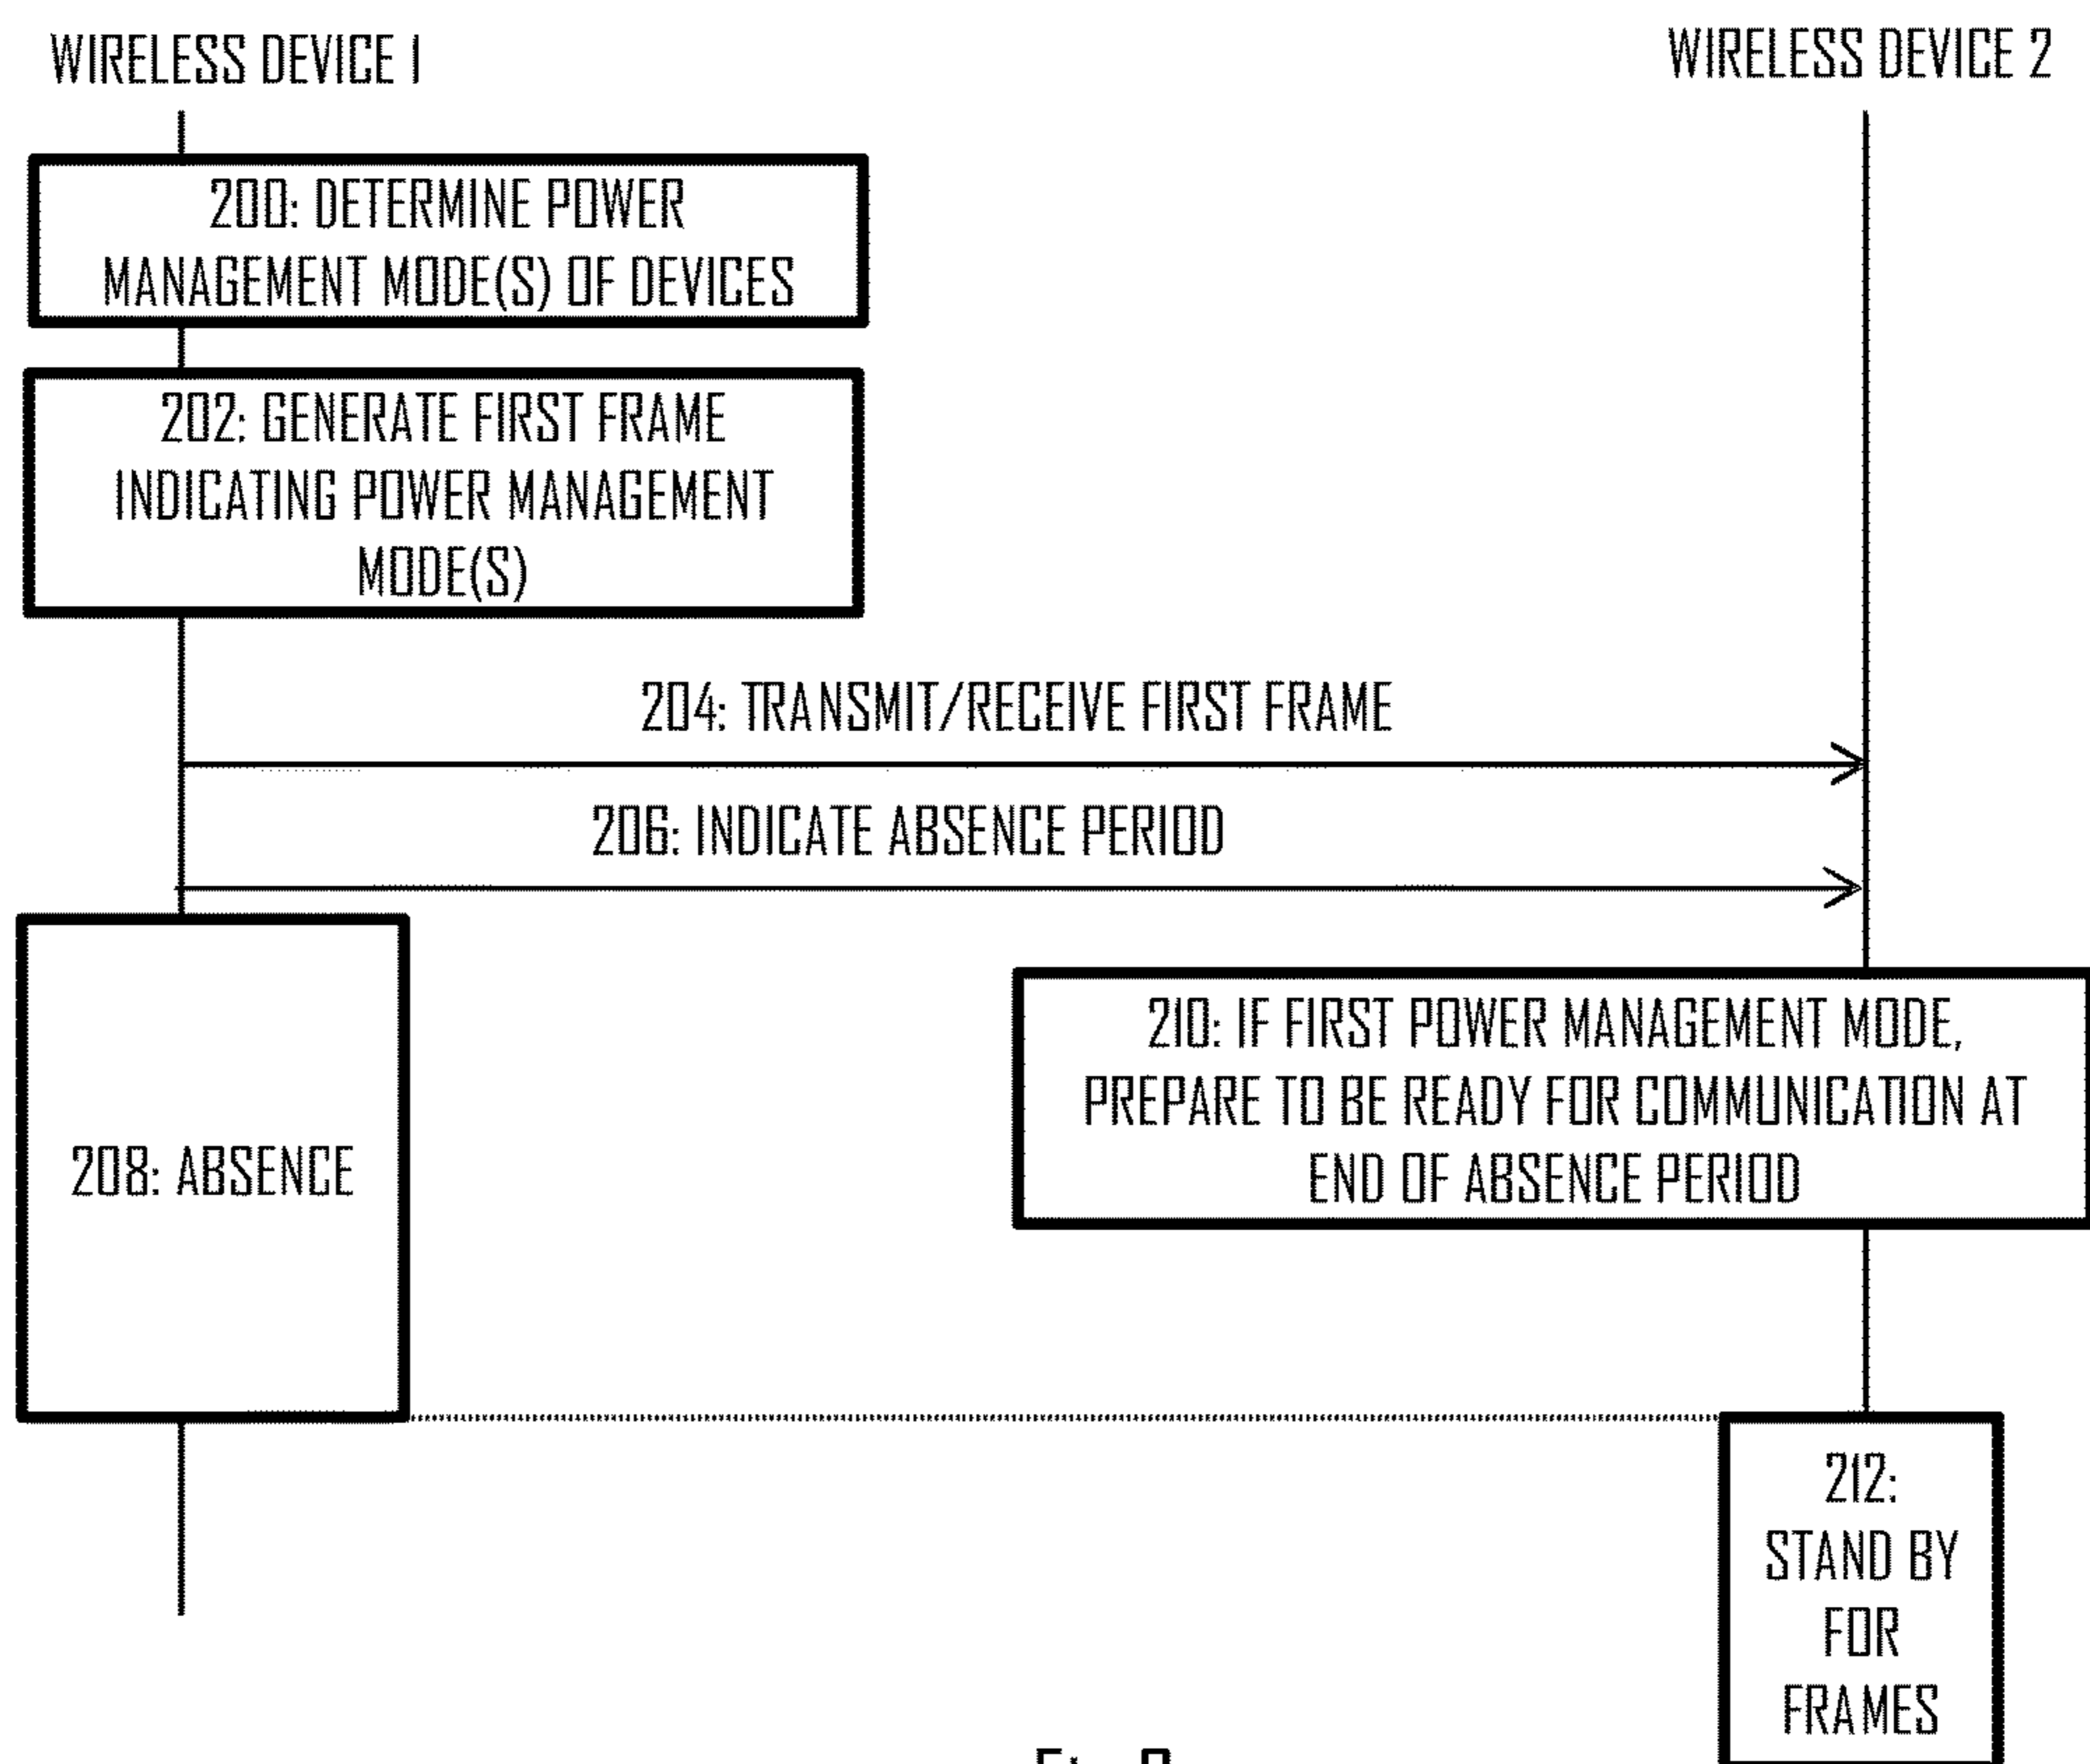 WIRELESS DEVICE 1
WIRELESS DEVICE 2
200: DETERMINE POWER
MANAGEMENT MODE(S) OF DEVICES
202: GENERATE FIRST FRAME
INDICATING POWER MANAGEMENT
MODE(S)
204: TRANSMIT/RECEIVE FIRST FRAME
206: INDICATE ABSENCE PERIOD
208: ABSENCE
210: IF FIRST POWER MANAGEMENT MODE,
PREPARE TO BE READY FOR COMMUNICATION AT
END OF ABSENCE PERIOD
212:
STAND BY
FOR
FRAMES